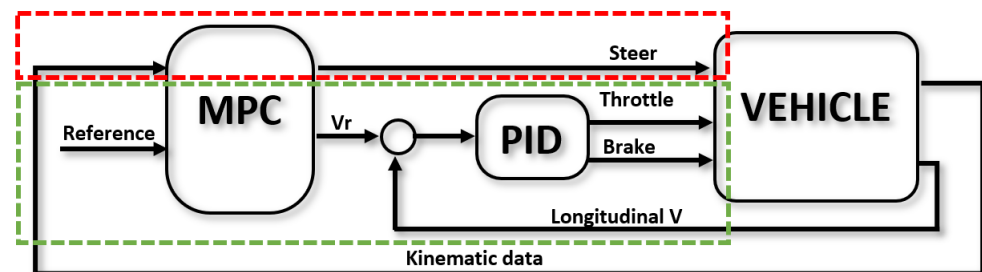 Steer
MPC
VEHICLE
Throttle
Reference
Vr
PID
Brake
Longitudinal V
Kinematic data